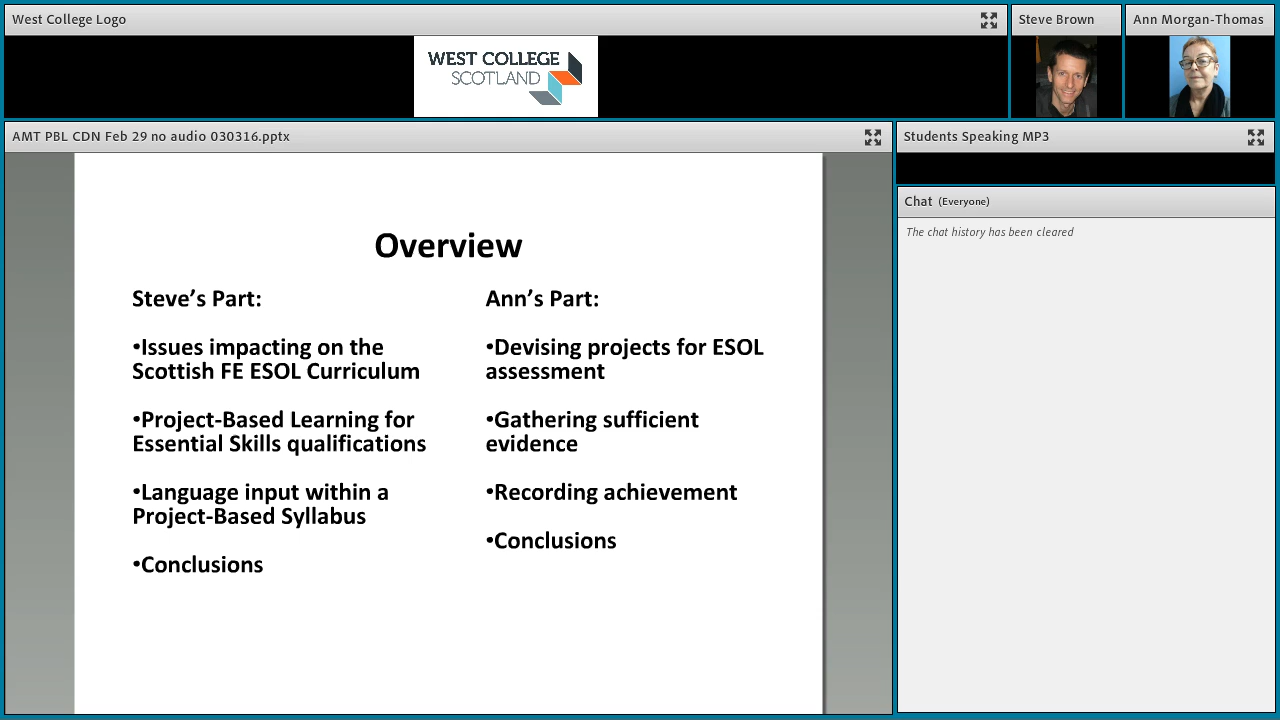 West College Logo
Steve Brown
Ann Morgan-Thomas
WEST COLLEGE
SCOTLAND
AMT PBL CDN Feb 29 no audio 030316.pptx
Students Speaking MP3
Chat (Everyone)
The chat history has been cleared
Overview
Steve’s Part:
•Issues impacting on the
Scottish FE ESOL Curriculum
•Project-Based Learning for
Essential Skills qualifications
•Language input within a
Project-Based Syllabus
•Conclusions
Ann’s Part:
•Devising projects for ESOL
assessment
•Gathering sufficient
evidence
•Recording achievement
•Conclusions